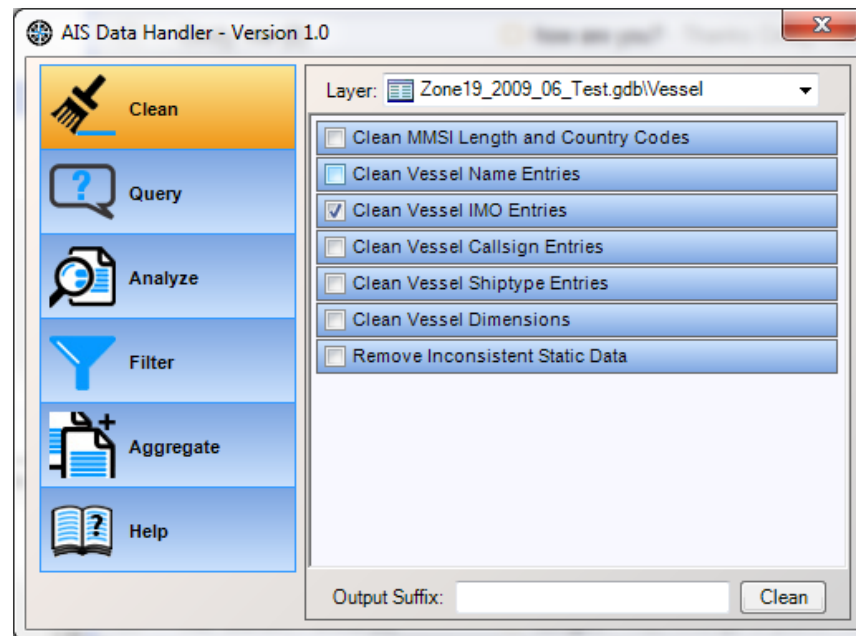 AIS Data Handler - Version 1.0
Clean
Query
Analyze
Filter
Aggregate
Help
Layer: Zone19_2009_06_Test.gdb\Vessel
Clean MMSI Length and Country Codes
Clean Vessel Name Entries
Clean Vessel IMO Entries
Clean Vessel Callsign Entries
Clean Vessel Shiptype Entries
Clean Vessel Dimensions
Remove Inconsistent Static Data
Output Suffix:
Clean